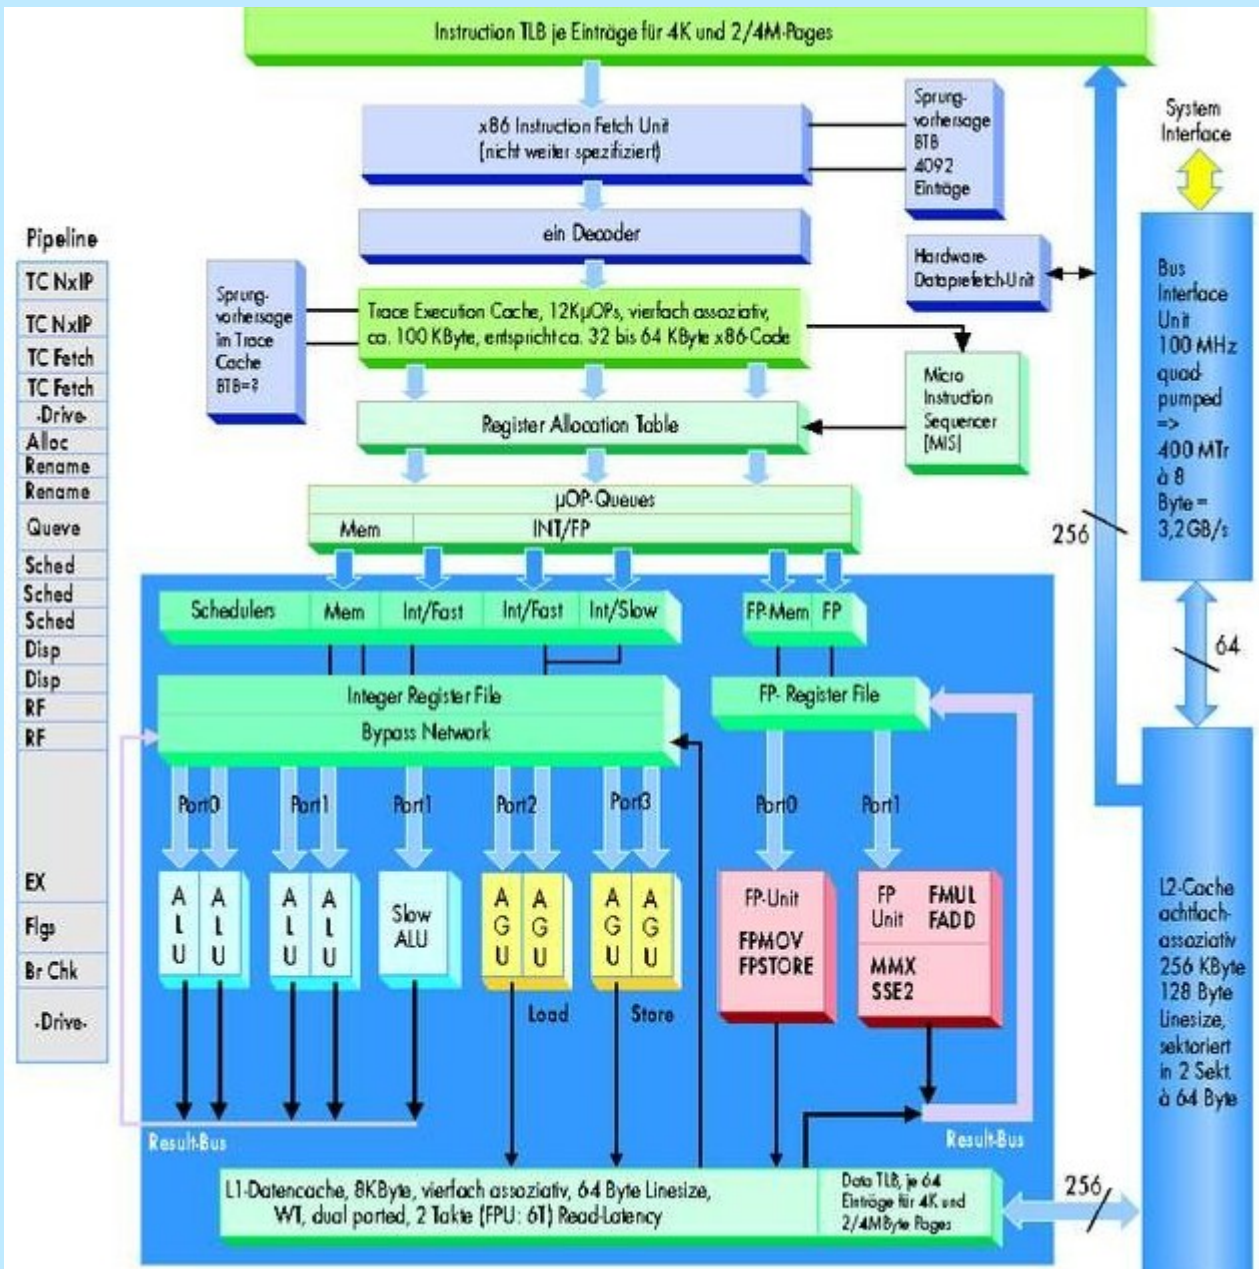 Instruction TLB je Einträge für 4K und 2/4M-Pages
x86 Instruction Fetch Unit
(nicht weiter spezifiziert)
Sprung-
vorhersage
BTB
4092
Einträge
System
Interface
ein Decoder
Hardware-
Dataprefetch-Unit
Bus
Interface
Unit
100 MHz
quad-
pumped
=>
400 MTr
à 8
Byte =
3,2GB/s
Pipeline
TC NxIP
TC NxIP
TC Fetch
TC Fetch
-Drive-
Alloc
Rename
Rename
Queve
Sched
Sched
Sched
Disp
Disp
RF
RF
EX
Flgs
Br Chk
-Drive-
Sprung-
vorhersage
im Trace
Cache
BTB=?
Trace Execution Cache, 12KµOPs, vierfach assoziativ,
ca. 100 KByte, entspricht ca. 32 bis 64 KByte x86-Code
Micro
Instruction
Sequencer
[MIS]
Register Allocation Table
µOP-Queues
Mem INT/FP
256
64
Schedulers Mem Int/Fast Int/Fast Int/Slow
FP-Mem FP
Integer Register File
Bypass Network
FP- Register File
Port0 Port1 Port1 Port2 Port3 Port0 Port1
ALU ALU
ALU ALU
Slow
ALU
AGU AGU
AGU AGU
Load
Store
FP-Unit
FPMOV
FPSTORE
FP
Unit
FMUL
FADD
MMX
SSE2
L2-Cache
achtfach-
assoziativ
256 KByte
128 Byte
Linesize,
sektoriert
in 2 Sekt.
à 64 Byte
Result-Bus
Result-Bus
L1-Datencache, 8KByte, vierfach assoziativ, 64 Byte Linesize,
WT, dual ported, 2 Takte (FPU: 6T) Read-Latency
Data TLB, je 64
Einträge für 4K und
2/4MByte Pages
256